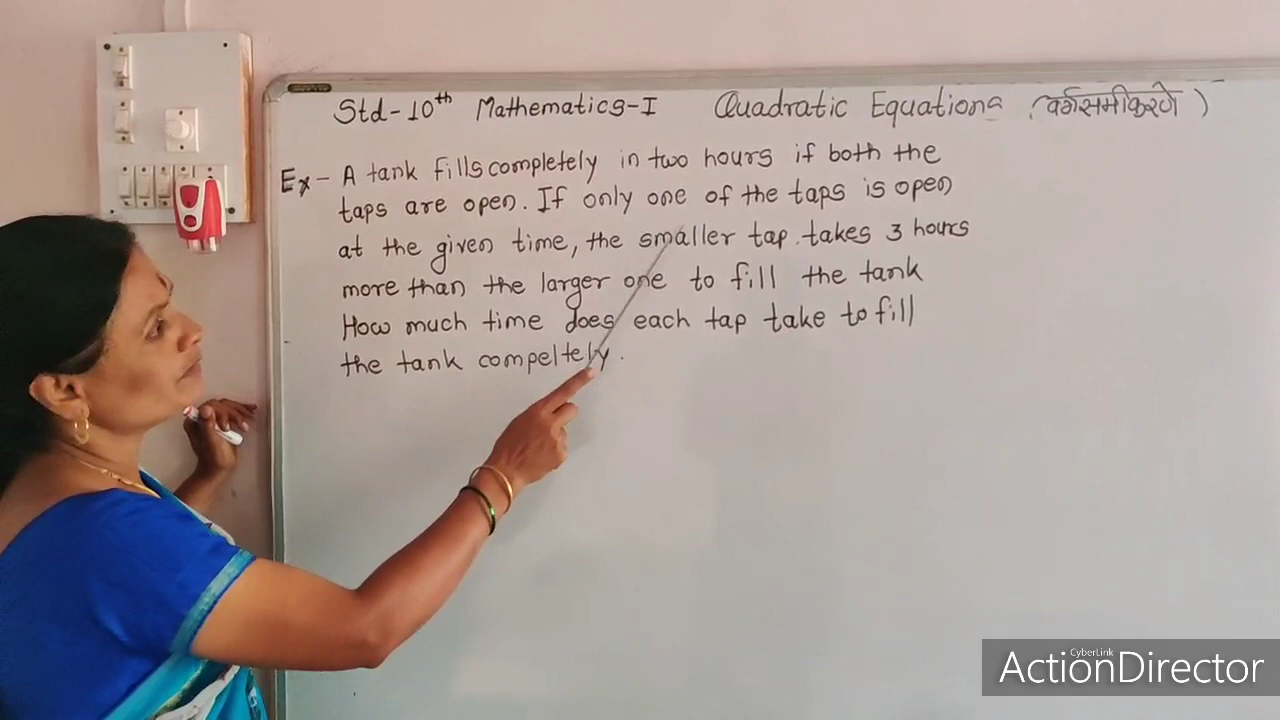 Std-10th Mathematics-I Quadratic Equations (वर्गसमीकरणे)
Ex- A tank fills completely in two hours if both the
taps are open. If only one of the taps is open
at the given time, the smaller tap takes 3 hours
more than the larger one to fill the tank
How much time does each tap take to fill
the tank compeltely.
CyberLink
ActionDirector